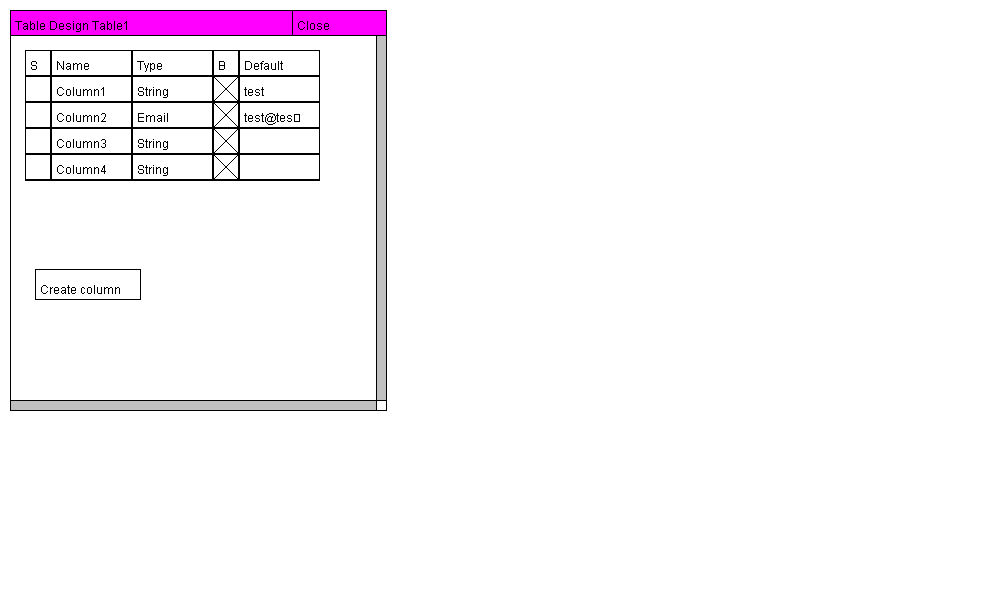 Table Design Table1 Close
S Name Type B Default
Column1 String test
Column2 Email test@tes▯
Column3 String
Column4 String
Create column